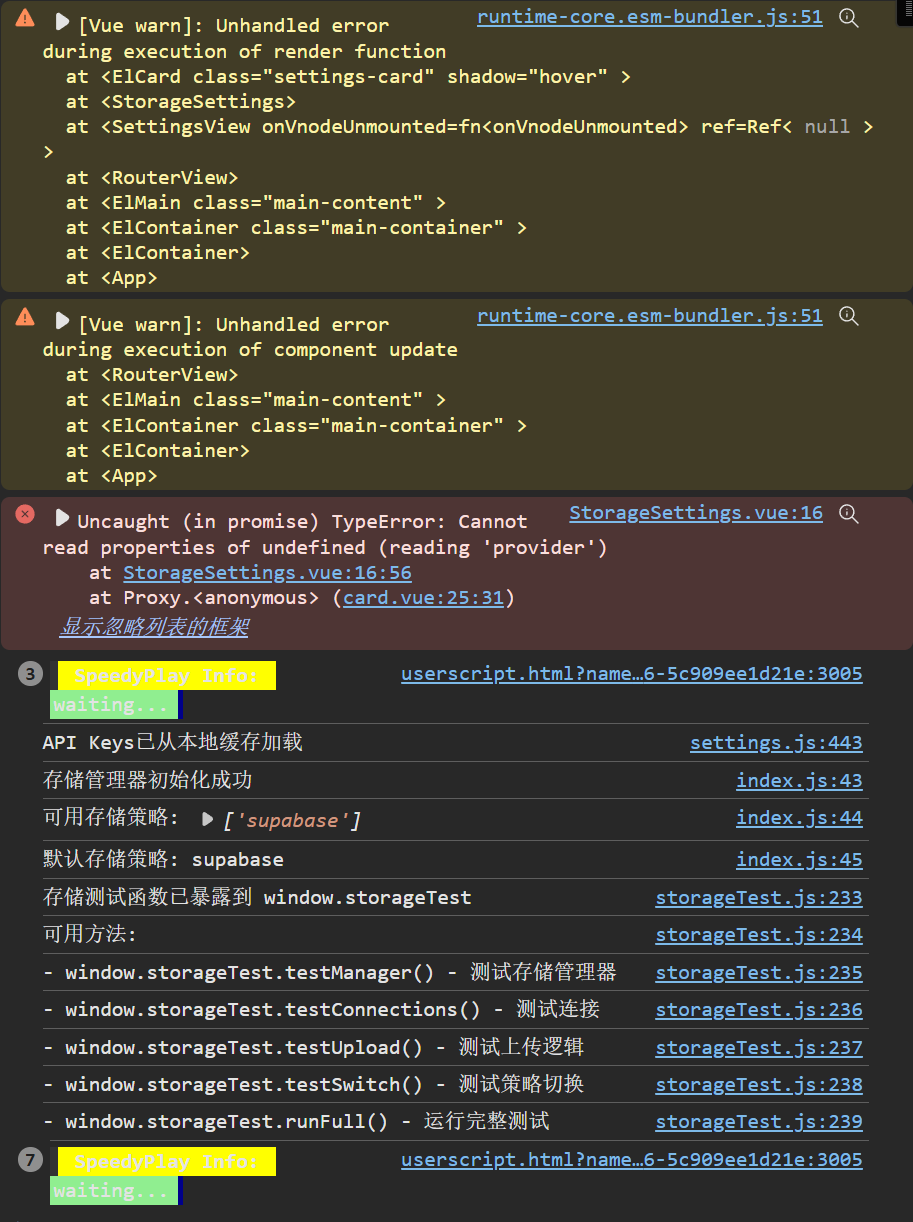 [Vue warn]: Unhandled error runtime-core.esm-bundler.js:51
during execution of render function
at <ElCard class="settings-card" shadow="hover" >
at <StorageSettings>
at <SettingsView onVnodeUnmounted=fn<onVnodeUnmounted> ref=Ref< null >
>
at <RouterView>
at <ElMain class="main-content" >
at <ElContainer class="main-container" >
at <ElContainer>
at <App>
[Vue warn]: Unhandled error runtime-core.esm-bundler.js:51
during execution of component update
at <RouterView>
at <ElMain class="main-content" >
at <ElContainer class="main-container" >
at <ElContainer>
at <App>
Uncaught (in promise) TypeError: Cannot StorageSettings.vue:16
read properties of undefined (reading 'provider')
at StorageSettings.vue:16:56
at Proxy.<anonymous> (card.vue:25:31)
显示忽略列表的框架
3 SpeedyPlay Info: userscript.html?name…6-5c909ee1d21e:3005
waiting...
API Keys已从本地缓存加载 settings.js:443
存储管理器初始化成功 index.js:43
可用存储策略: ['supabase'] index.js:44
默认存储策略: supabase index.js:45
存储测试函数已暴露到 window.storageTest storageTest.js:233
可用方法: storageTest.js:234
- window.storageTest.testManager() - 测试存储管理器 storageTest.js:235
- window.storageTest.testConnections() - 测试连接 storageTest.js:236
- window.storageTest.testUpload() - 测试上传逻辑 storageTest.js:237
- window.storageTest.testSwitch() - 测试策略切换 storageTest.js:238
- window.storageTest.runFull() - 运行完整测试 storageTest.js:239
7 SpeedyPlay Info: userscript.html?name…6-5c909ee1d21e:3005
waiting...